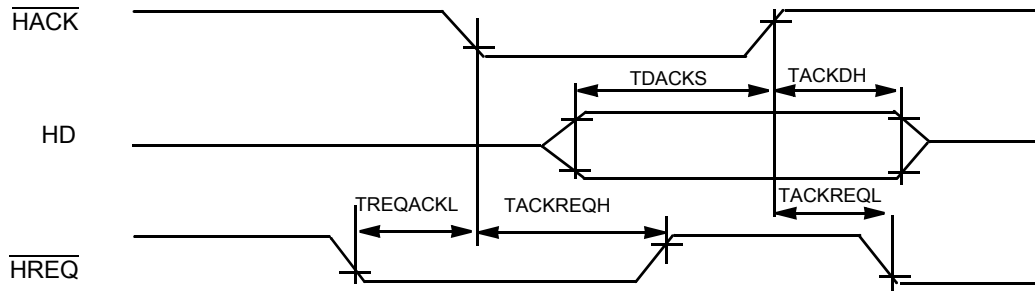 HACK
TDACKS TACKDH
HD
TREQACKL TACKREQH TACKREQL
HREQ